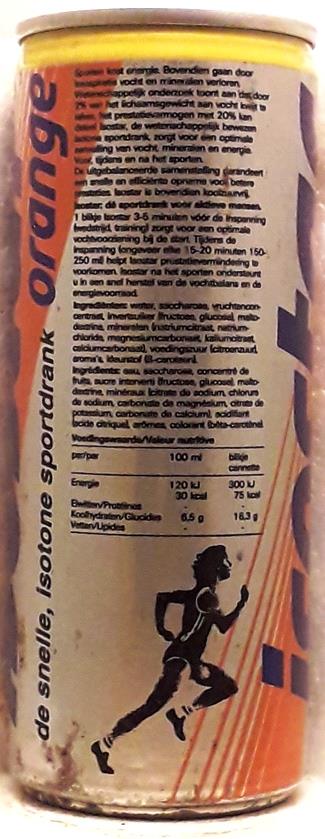 Sporten kost energie. Bovendien gaan door
transpiratie vocht en mineralen verloren.
Wetenschappelijk onderzoek toont aan dat door
2% van het lichaamsgewicht aan vocht kwijt te
raken, het prestatievermogen met 20% kan
dalen. Isostar, de wetenschappelijk bewezen
isotone sportdrank, zorgt voor een optimale
aanvulling van vocht, mineralen en energie.
Voor, tijdens en na het sporten.
De uitgebalanceerde samenstelling garandeert
een snelle en efficiënte opname voor betere
prestaties. Isostar is bovendien koolzuurvrij.
Isostar: dé sportdrank voor aktieve mensen.
1 blikje Isostar 3-5 minuten vóór de inspanning
(wedstrijd, training) zorgt voor een optimale
vochtvoorziening bij de start. Tijdens de
inspanning (ongeveer elke 15-20 minuten 150-
250 ml) helpt Isostar prestatievermindering te
voorkomen. Isostar na het sporten ondersteunt
u in een snel herstel van de vochtbalans en de
energievoorraad.
Ingrediënten: water, saccharose, vruchtencon-
centraat, invertsuiker (fructose, glucose), malto-
dextrine, mineralen (natriumcitraat, natrium-
chloride, magnesiumcarbonaat, kaliumcitraat,
calciumcarbonaat), voedingszuur (citroenzuur),
aroma's, kleurstof (B-caroteen).
Ingrédients: eau, saccharose, concentré de
fruits, sucre interverti (fructose, glucose), malto-
dextrine, minéraux (citrate de sodium, chlorure
de sodium, carbonate de magnésium, citrate de
potassium, carbonate de calcium), acidifiant
(acide citrique), arômes, colorant (bêta-carotène).
Voedingswaarde/Valeur nutritive
per/par 100 ml blikje
cannette
Energie 120 kJ 300 kJ
30 kcal 75 kcal
Eiwitten/Protéines - -
Koolhydraten/Glucides 6,5 g 16,3 g
Vetten/Lipides - -
de snelle, isotone sportdrank orange
isostar